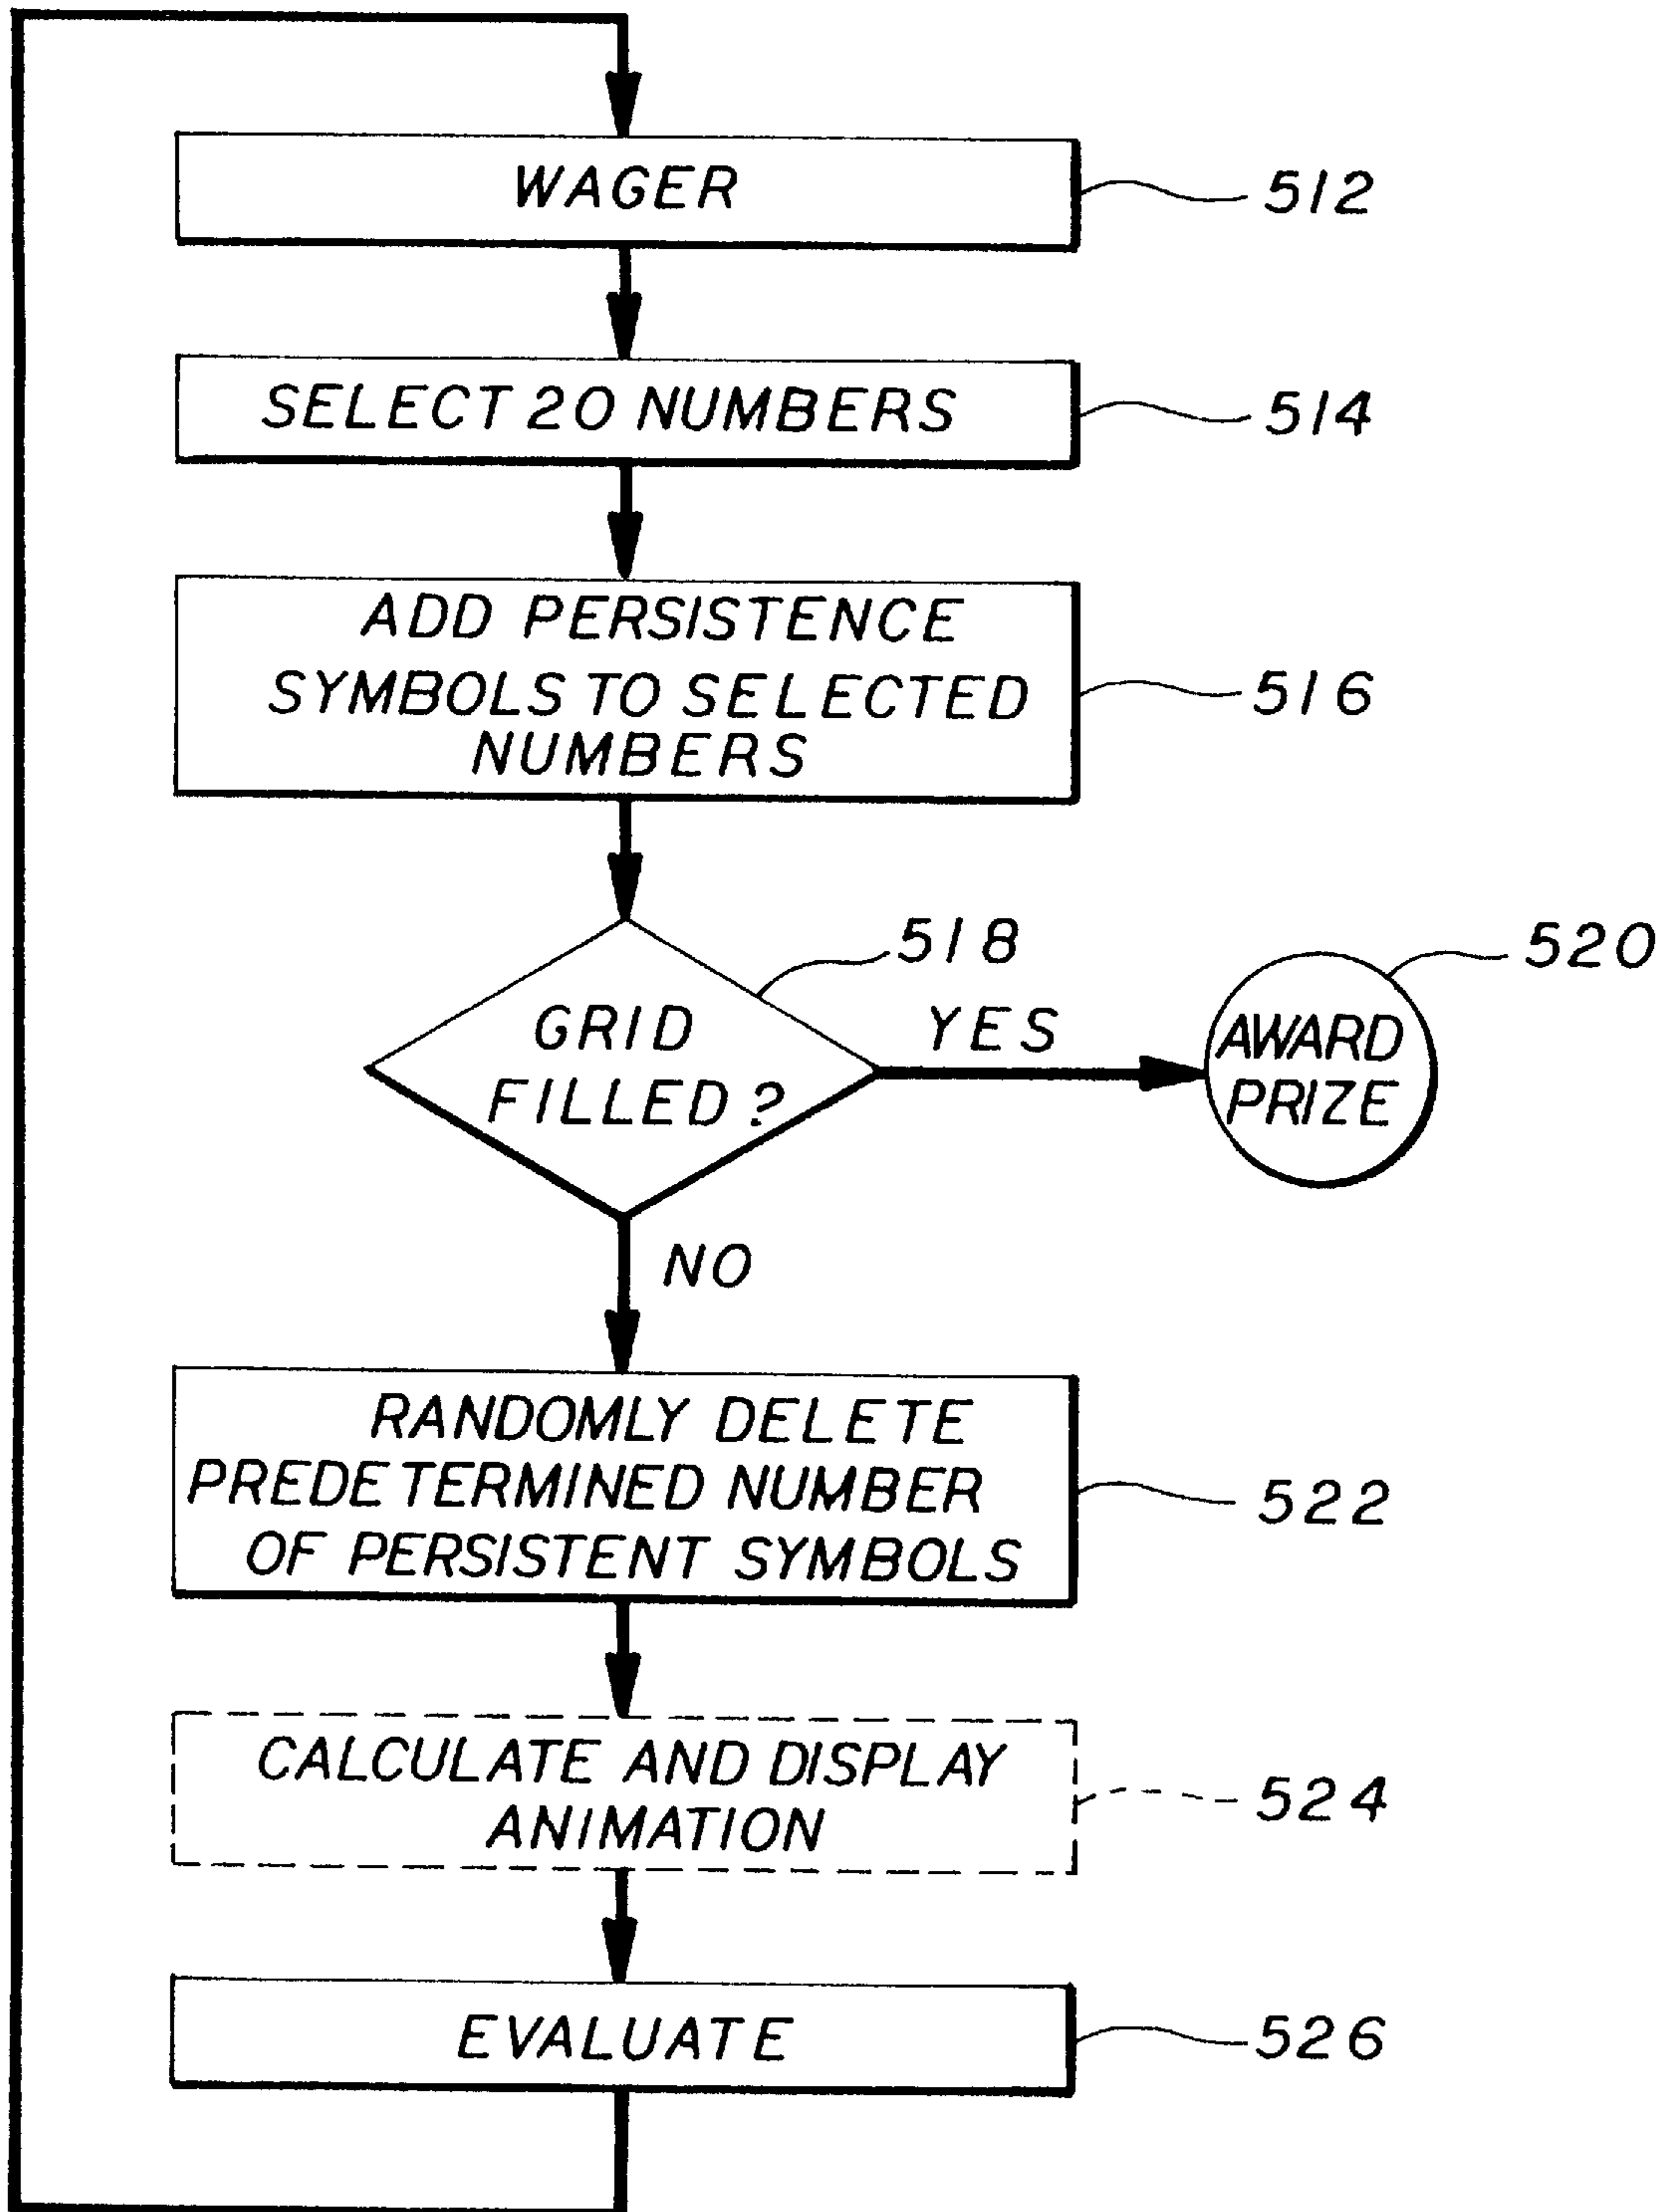 WAGER
512
SELECT 20 NUMBERS
514
ADD PERSISTENCE
SYMBOLS TO SELECTED
NUMBERS
516
518
GRID
FILLED?
YES
520
AWARD
PRIZE
NO
RANDOMLY DELETE
PREDETERMINED NUMBER
OF PERSISTENT SYMBOLS
522
CALCULATE AND DISPLAY
ANIMATION
524
EVALUATE
526